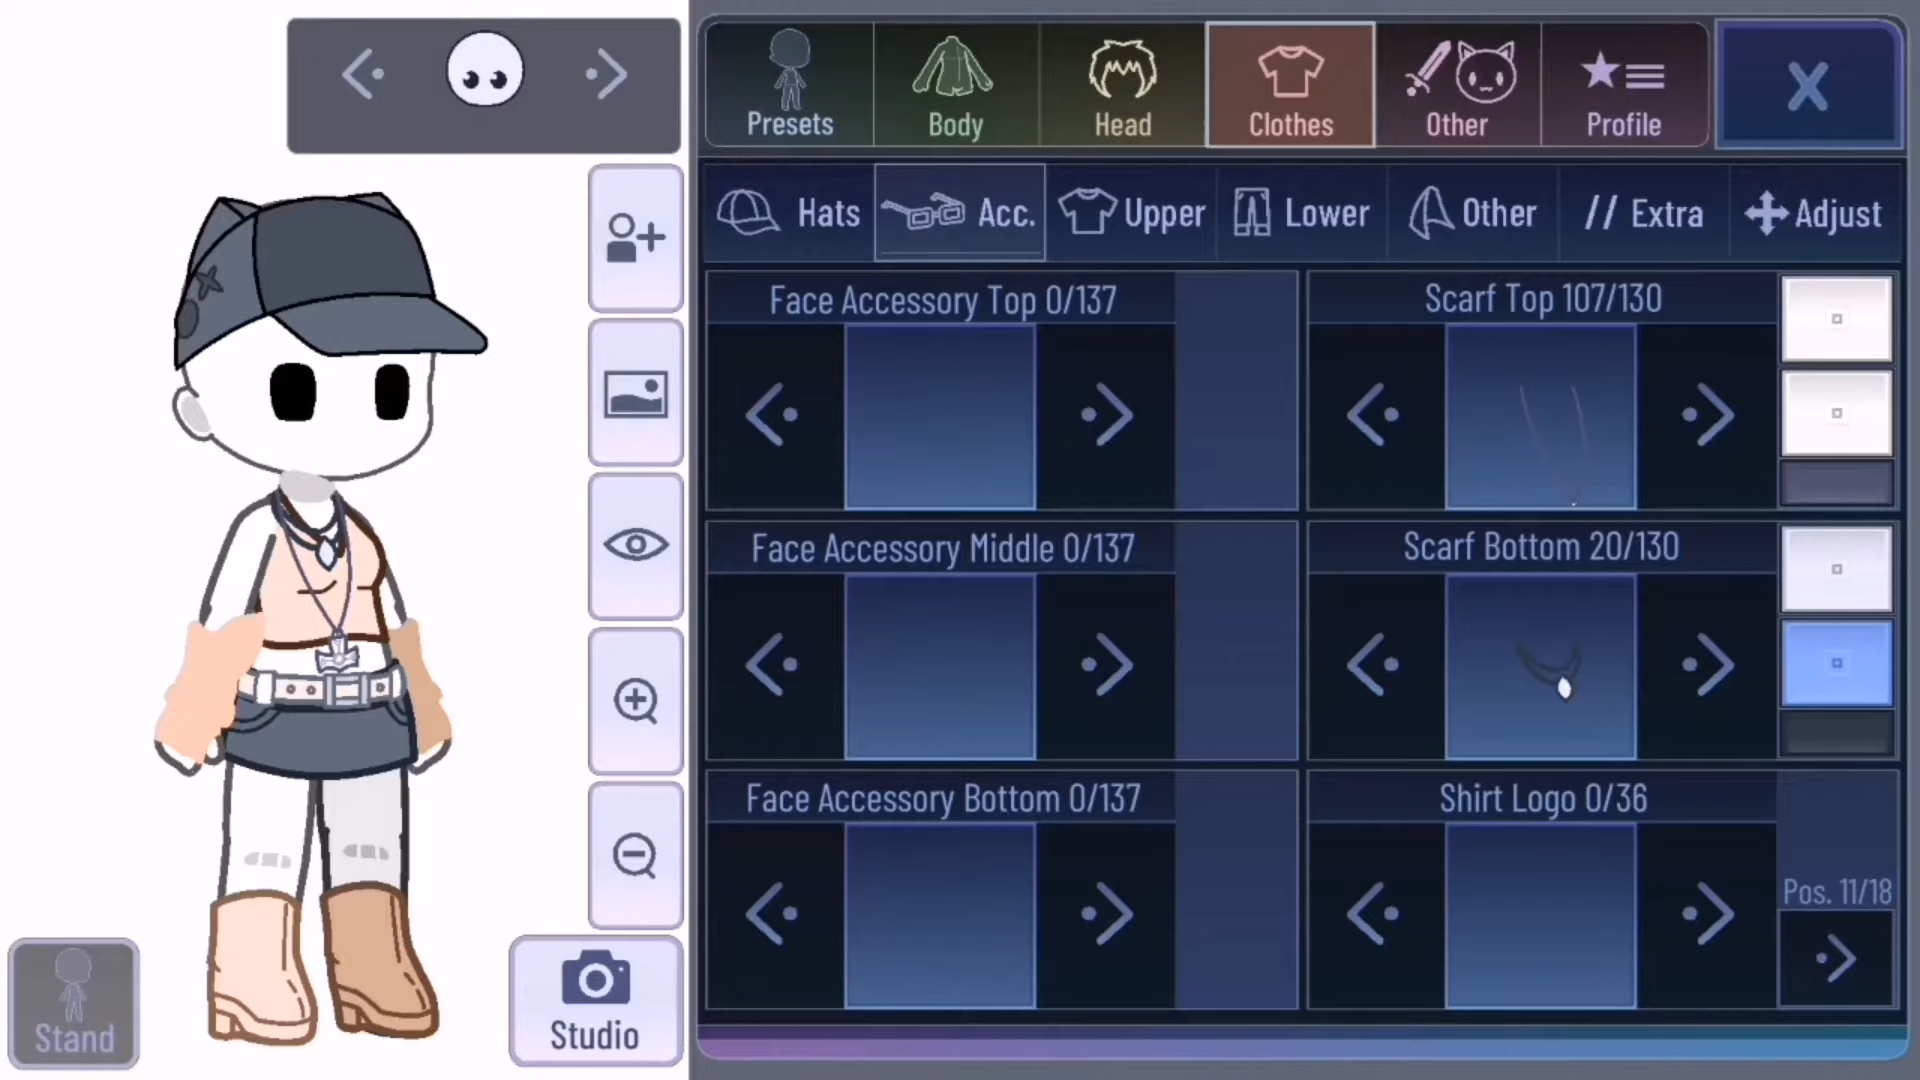 Presets
Body
Head
Clothes
Other
Profile
X
Hats
Acc.
Upper
Lower
Other
// Extra
Adjust
Face Accessory Top 0/137
Scarf Top 107/130
Face Accessory Middle 0/137
Scarf Bottom 20/130
Face Accessory Bottom 0/137
Shirt Logo 0/36
Pos. 11/18
Stand
Studio